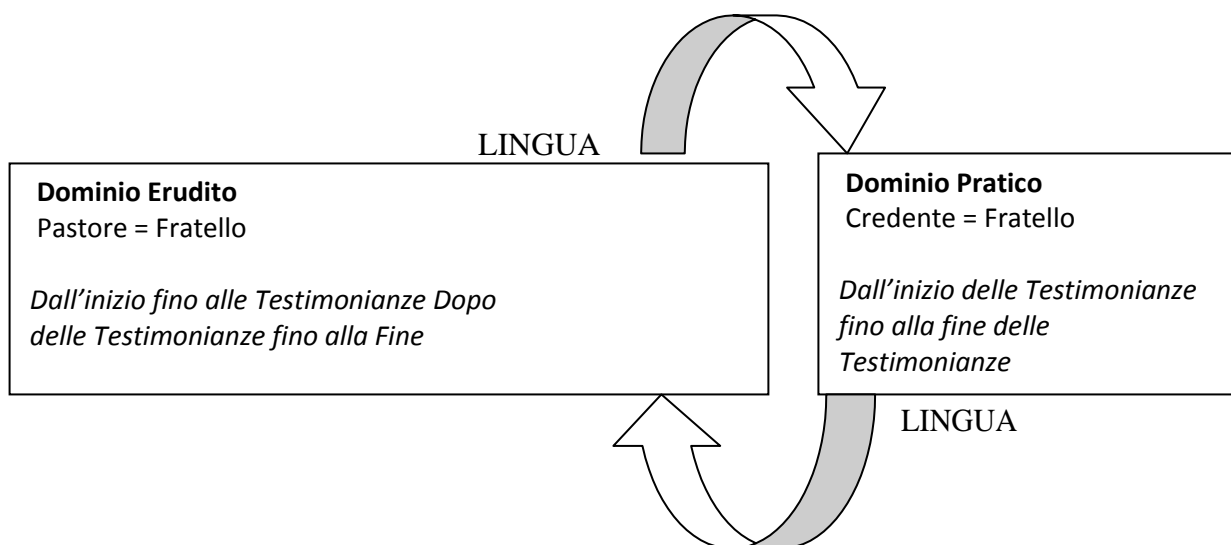 LINGUA
Dominio Erudito
Pastore = Fratello
Dall’inizio fino alle Testimonianze Dopo
delle Testimonianze fino alla Fine
Dominio Pratico
Credente = Fratello
Dall’inizio delle Testimonianze
fino alla fine delle
Testimonianze
LINGUA